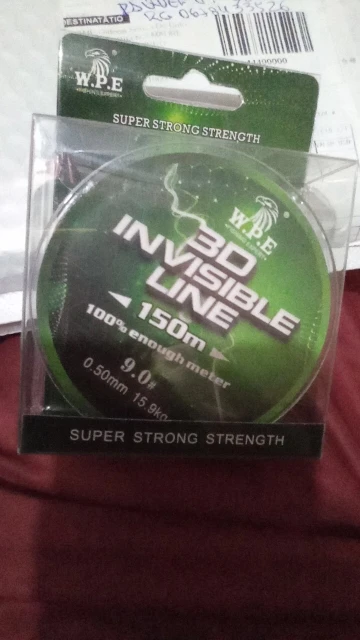 DESTINATÁTIO
W.P.E
SUPER STRONG STRENGTH
W.P.E
3D
INVISIBLE
LINE
150m
100% enough meter
9.0#
0.50mm 15.9kg
SUPER STRONG STRENGTH